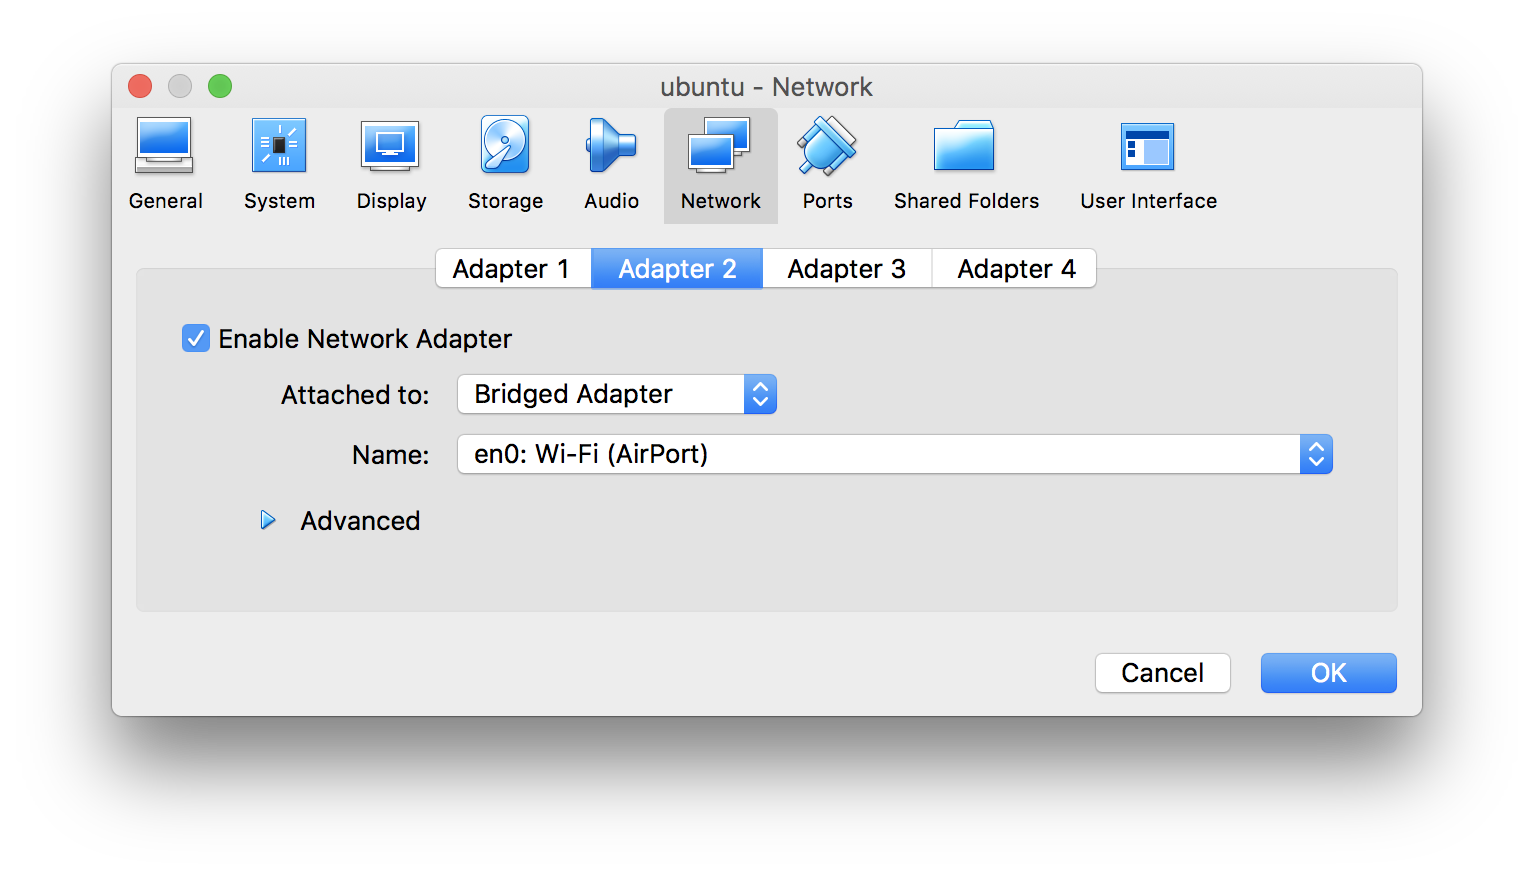 ubuntu - Network
General System Display Storage Audio Network Ports Shared Folders User Interface
Adapter 1 Adapter 2 Adapter 3 Adapter 4
Enable Network Adapter
Attached to: Bridged Adapter
Name: en0: Wi-Fi (AirPort)
Advanced
Cancel OK